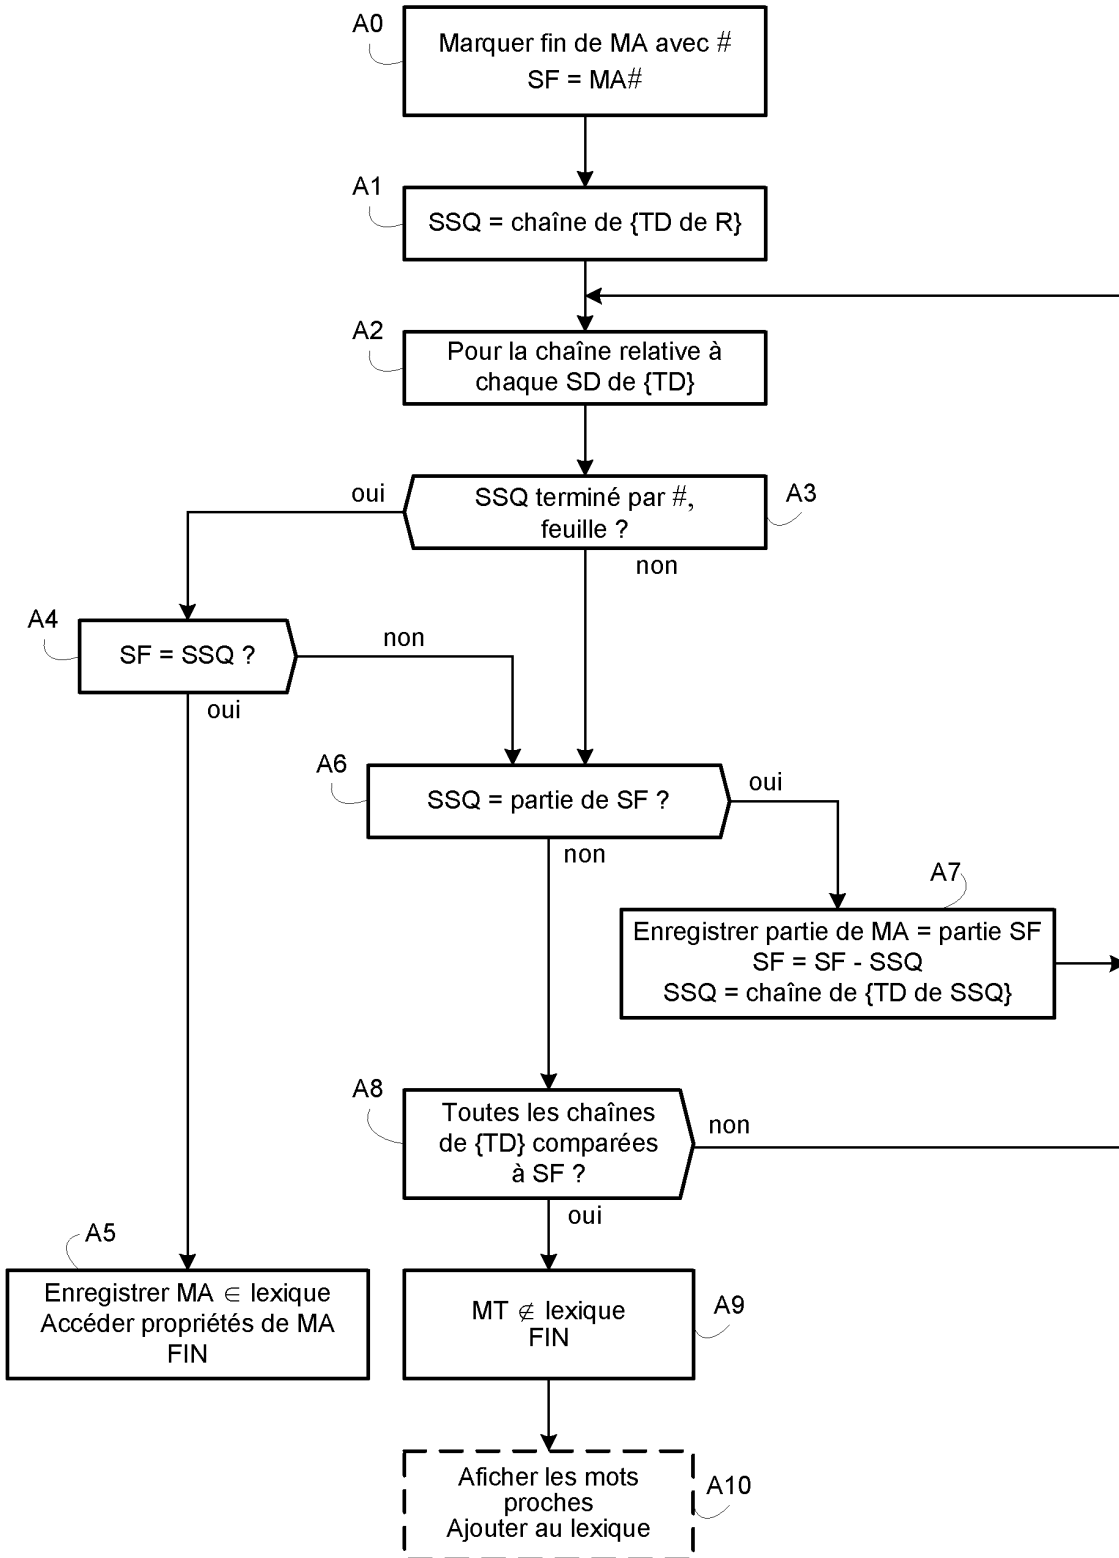 A0
Marquer fin de MA avec #
SF = MA#
A1
SSQ = chaîne de {TD de R}
A2
Pour la chaîne relative à
chaque SD de {TD}
oui
SSQ terminé par #,
feuille ?
A3
non
A4
SF = SSQ ?
non
oui
A6
SSQ = partie de SF ?
oui
non
A7
Enregistrer partie de MA = partie SF
SF = SF - SSQ
SSQ = chaîne de {TD de SSQ}
A8
Toutes les chaînes
de {TD} comparées
à SF ?
non
oui
A5
Enregistrer MA ∈ lexique
Accéder propriétés de MA
FIN
MT ∉ lexique
FIN
A9
Aficher les mots
proches
Ajouter au lexique
A10